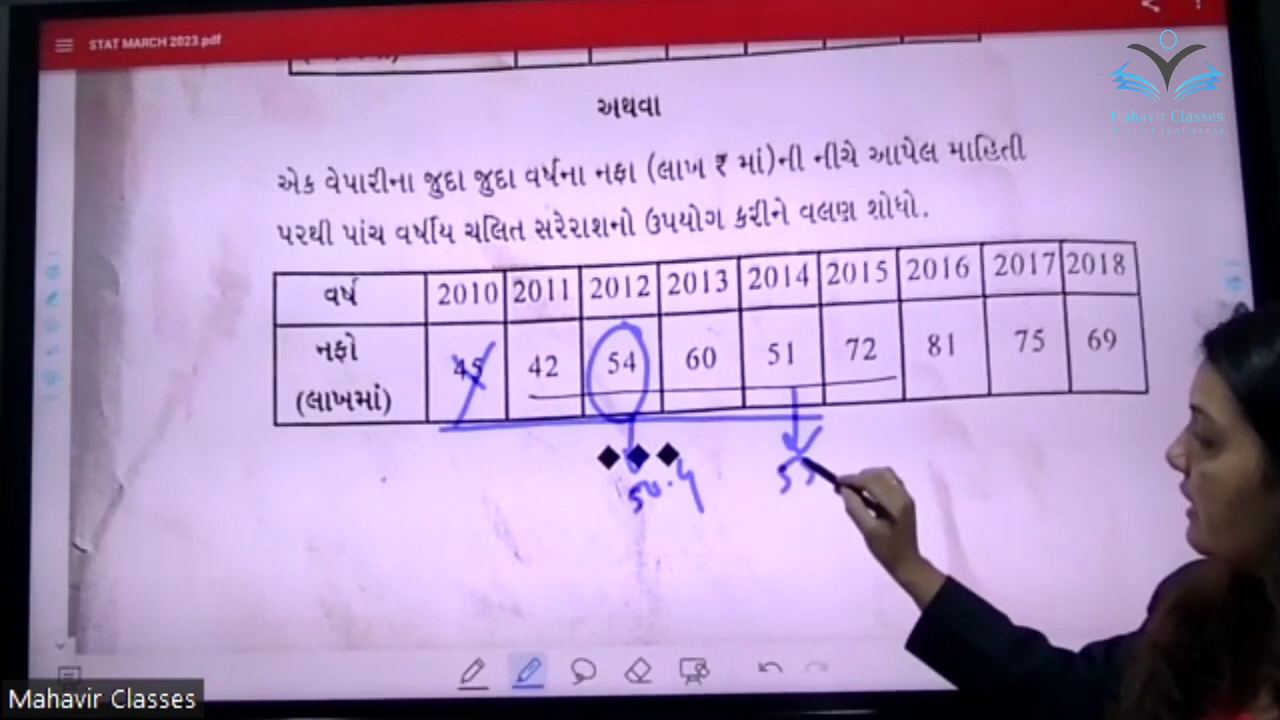 STAT MARCH 2023.pdf
Mahavir Classes
અથવા
એક વેપારીના જુદા જુદા વર્ષના નફા (લાખ ₹ માં)ની નીચે આપેલ માહિતી
પરથી પાંચ વર્ષીય ચલિત સરેરાશનો ઉપયોગ કરીને વલણ શોધો.
વર્ષ 2010 2011 2012 2013 2014 2015 2016 2017 2018
નફો 45 42 54 60 51 72 81 75 69
(લાખમાં)
50.4
55
Mahavir Classes